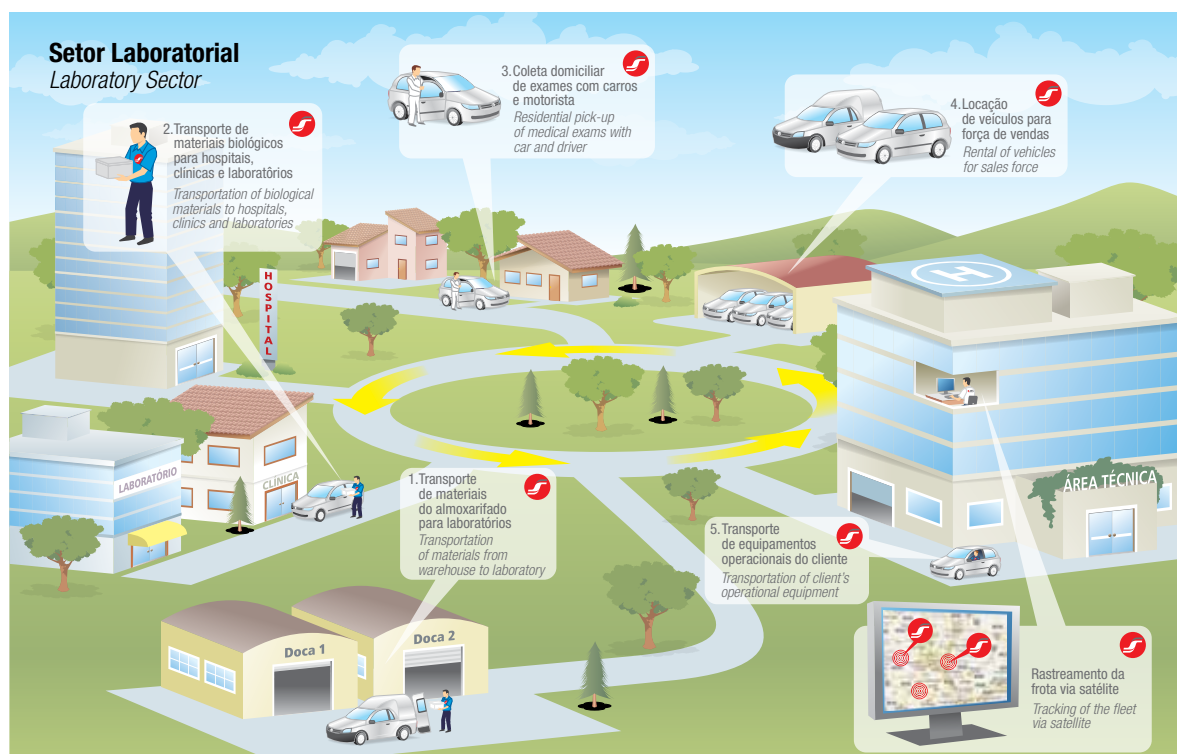 Setor Laboratorial
Laboratory Sector
2.Transporte de
materiais biológicos
para hospitais,
clínicas e laboratôrios
Transportation of biological
materials to hospitals,
clinics and laboratories
3.Coleta domiciliar
de exames com carros
e motorista
Residential pick-up
of medical exams with
car and driver
4.Locação
de veículos para
força de vendas
Rental of vehicles
for sales force
HOSPITAL
H
LABORATÓRIO
CLÍNICA
ÁREA TÉCNICA
1.Transporte
de materiais
do almoxarifado
para laboratórios
Transportation
of materials from
warehouse to laboratory
5.Transporte
de equipamentos
operacionais do cliente
Transportation of client's
operational equipment
Doca 1
Doca 2
Rastreamento da
frota via satélite
Tracking of the fleet
via satellite